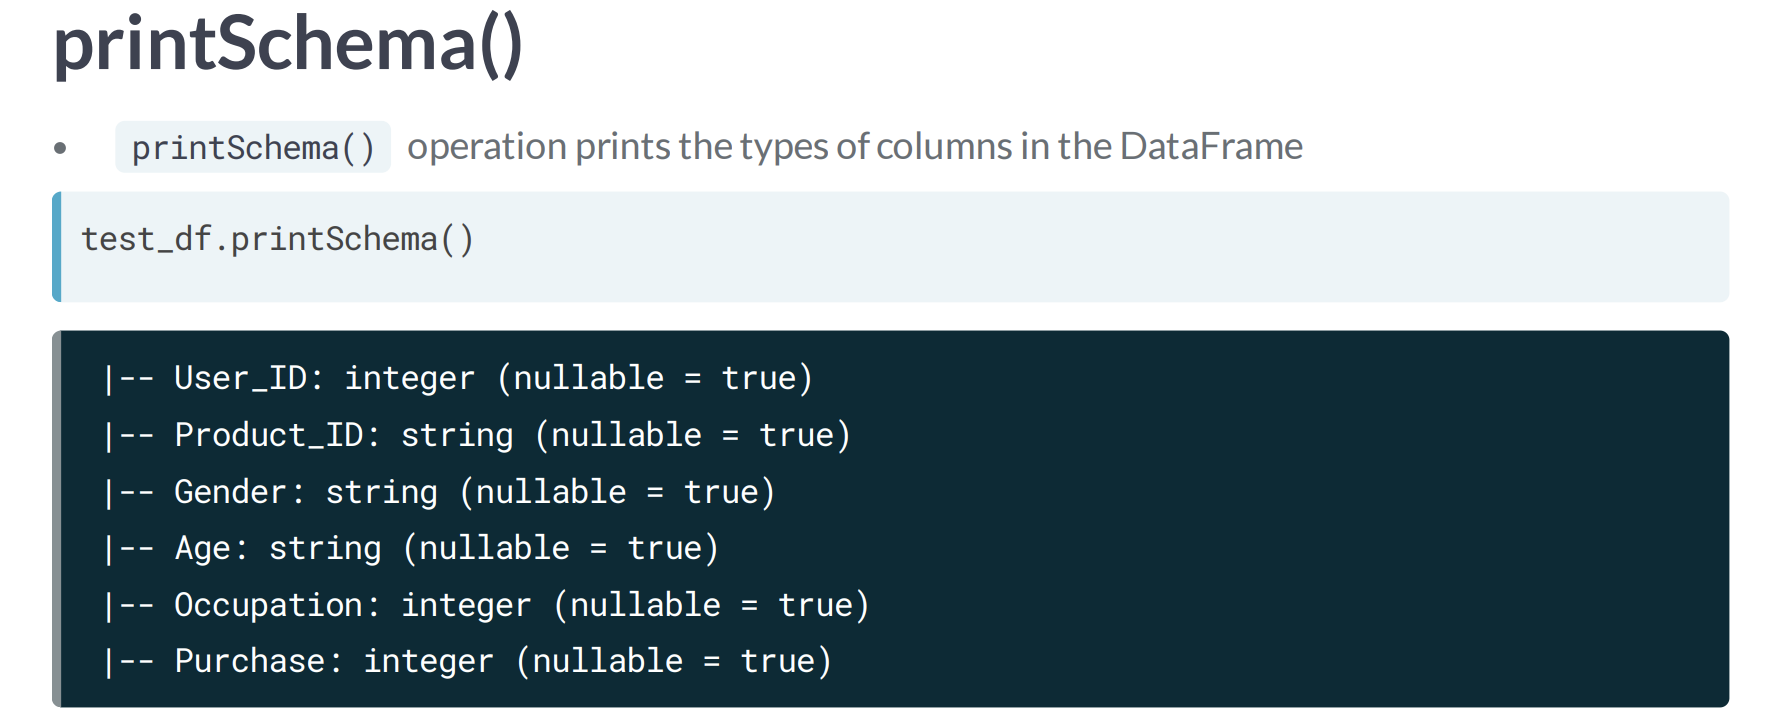 printSchema()
• printSchema() operation prints the types of columns in the DataFrame
test_df.printSchema()
|-- User_ID: integer (nullable = true)
|-- Product_ID: string (nullable = true)
|-- Gender: string (nullable = true)
|-- Age: string (nullable = true)
|-- Occupation: integer (nullable = true)
|-- Purchase: integer (nullable = true)